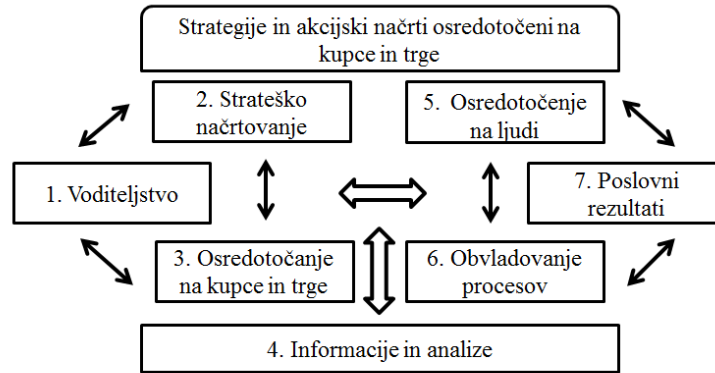 Strategije in akcijski načrti osredotočeni na
kupce in trge
2. Strateško
načrtovanje
5. Osredotočenje
na ljudi
1. Voditeljstvo
7. Poslovni
rezultati
3. Osredotočanje
na kupce in trge
6. Obvladovanje
procesov
4. Informacije in analize